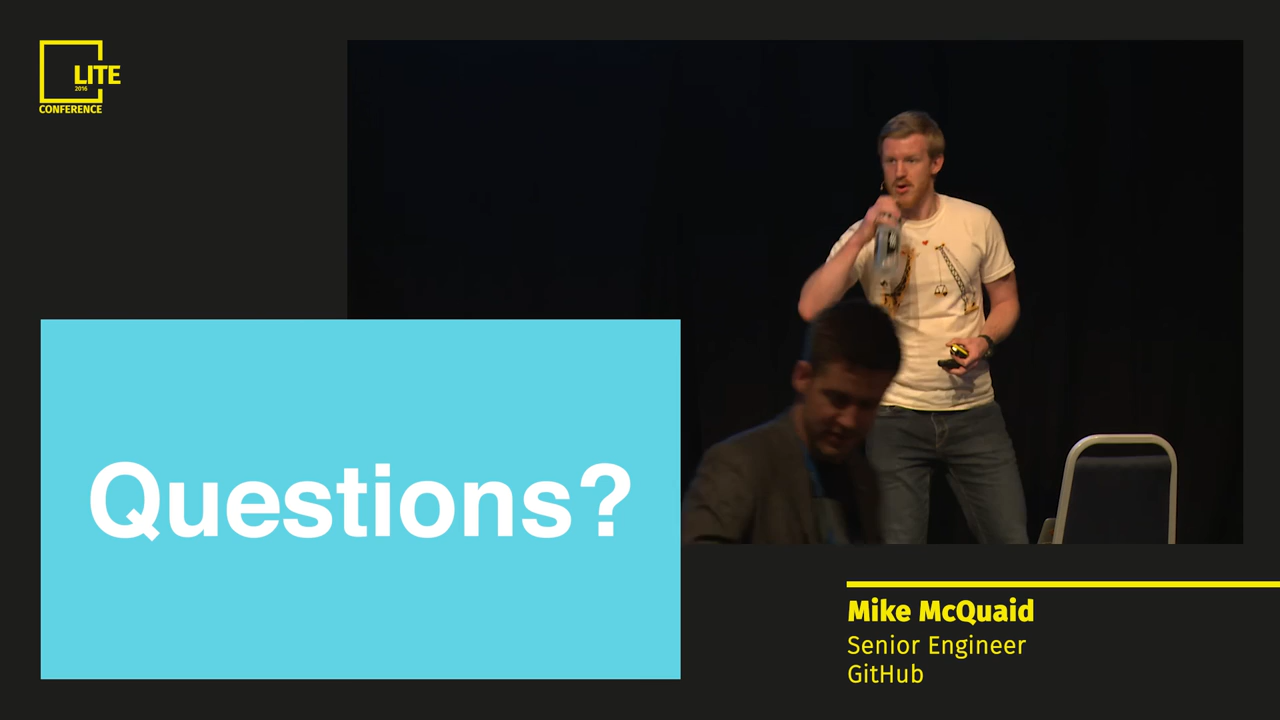 LITE
2016
CONFERENCE
Questions?
Mike McQuaid
Senior Engineer
GitHub